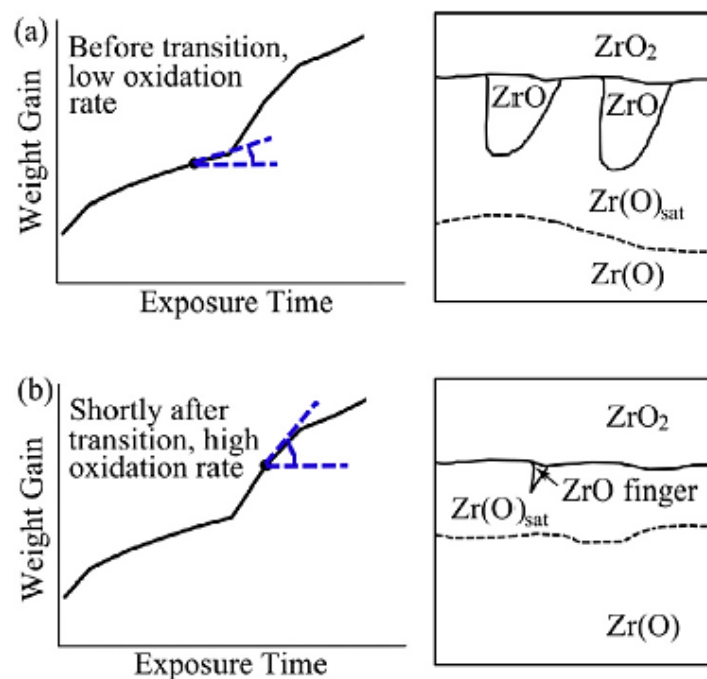 (a)
Before transition,
low oxidation
rate
Weight Gain
Exposure Time
ZrO₂
ZrO
ZrO
Zr(O)sat
Zr(O)
(b)
Shortly after
transition, high
oxidation rate
Weight Gain
Exposure Time
ZrO₂
ZrO finger
Zr(O)sat
Zr(O)